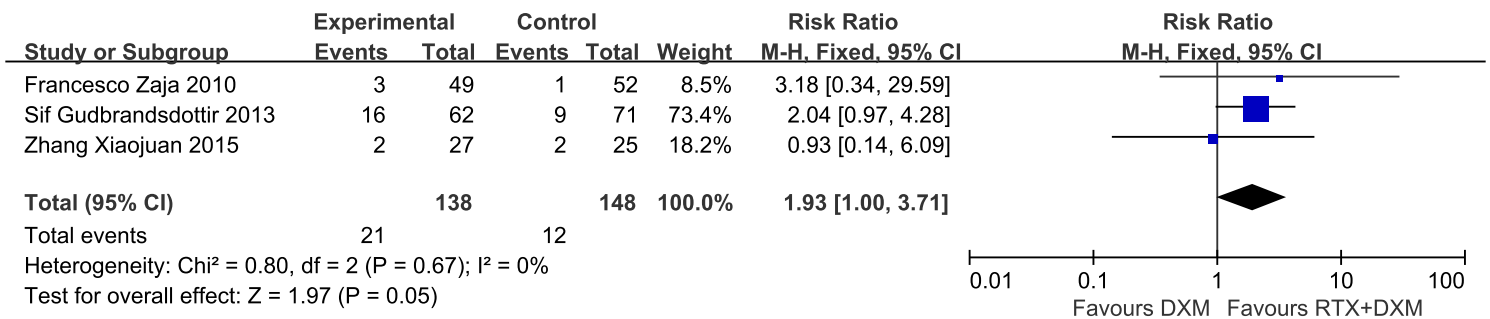 Experimental Control Risk Ratio Risk Ratio
Study or Subgroup Events Total Events Total Weight M-H, Fixed, 95% CI M-H, Fixed, 95% CI
Francesco Zaja 2010 3 49 1 52 8.5% 3.18 [0.34, 29.59]
Sif Gudbrandsdottir 2013 16 62 9 71 73.4% 2.04 [0.97, 4.28]
Zhang Xiaojuan 2015 2 27 2 25 18.2% 0.93 [0.14, 6.09]
Total (95% CI) 138 148 100.0% 1.93 [1.00, 3.71]
Total events 21 12
Heterogeneity: Chi² = 0.80, df = 2 (P = 0.67); I² = 0%
Test for overall effect: Z = 1.97 (P = 0.05)
0.01 0.1 1 10 100
Favours DXM Favours RTX+DXM